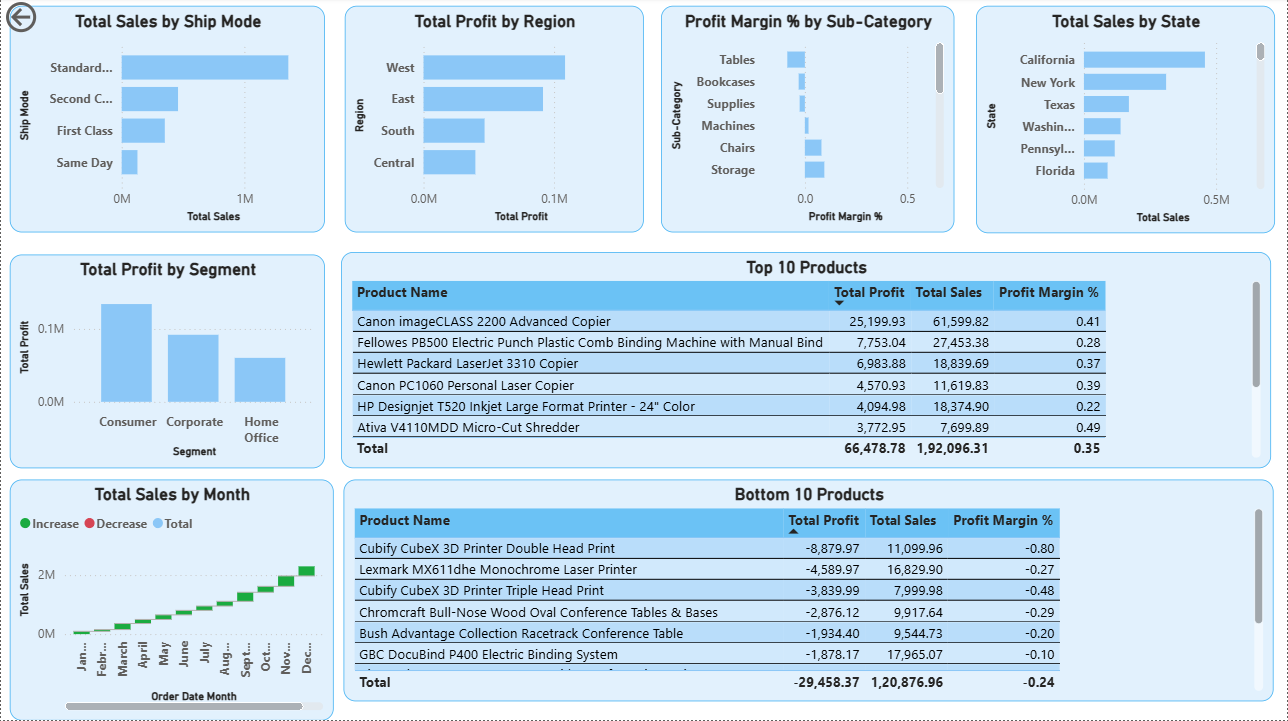 Total Sales by Ship Mode
Ship Mode
Standard...
Second C...
First Class
Same Day
0M 1M
Total Sales
Total Profit by Region
Region
West
East
South
Central
0.0M 0.1M
Total Profit
Profit Margin % by Sub-Category
Sub-Category
Tables
Bookcases
Supplies
Machines
Chairs
Storage
0.0 0.5
Profit Margin %
Total Sales by State
State
California
New York
Texas
Washin...
Pennsyl...
Florida
0.0M 0.5M
Total Sales
Total Profit by Segment
Total Profit
0.1M
0.0M
Consumer Corporate Home
Office
Segment
Top 10 Products
Product Name Total Profit Total Sales Profit Margin %
Canon imageCLASS 2200 Advanced Copier 25,199.93 61,599.82 0.41
Fellowes PB500 Electric Punch Plastic Comb Binding Machine with Manual Bind 7,753.04 27,453.38 0.28
Hewlett Packard LaserJet 3310 Copier 6,983.88 18,839.69 0.37
Canon PC1060 Personal Laser Copier 4,570.93 11,619.83 0.39
HP Designjet T520 Inkjet Large Format Printer - 24" Color 4,094.98 18,374.90 0.22
Ativa V4110MDD Micro-Cut Shredder 3,772.95 7,699.89 0.49
Total 66,478.78 1,92,096.31 0.35
Total Sales by Month
Increase Decrease Total
Total Sales
2M
0M
Jan... Febr... March April May June July Aug... Sept... Oct... Nov... Dec...
Order Date Month
Bottom 10 Products
Product Name Total Profit Total Sales Profit Margin %
Cubify CubeX 3D Printer Double Head Print -8,879.97 11,099.96 -0.80
Lexmark MX611dhe Monochrome Laser Printer -4,589.97 16,829.90 -0.27
Cubify CubeX 3D Printer Triple Head Print -3,839.99 7,999.98 -0.48
Chromcraft Bull-Nose Wood Oval Conference Tables & Bases -2,876.12 9,917.64 -0.29
Bush Advantage Collection Racetrack Conference Table -1,934.40 9,544.73 -0.20
GBC DocuBind P400 Electric Binding System -1,878.17 17,965.07 -0.10
Total -29,458.37 1,20,876.96 -0.24